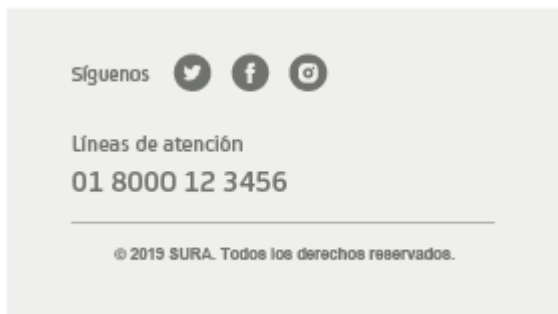 Síguenos
Líneas de atención
01 8000 12 3456
© 2019 SURA. Todos los derechos reservados.